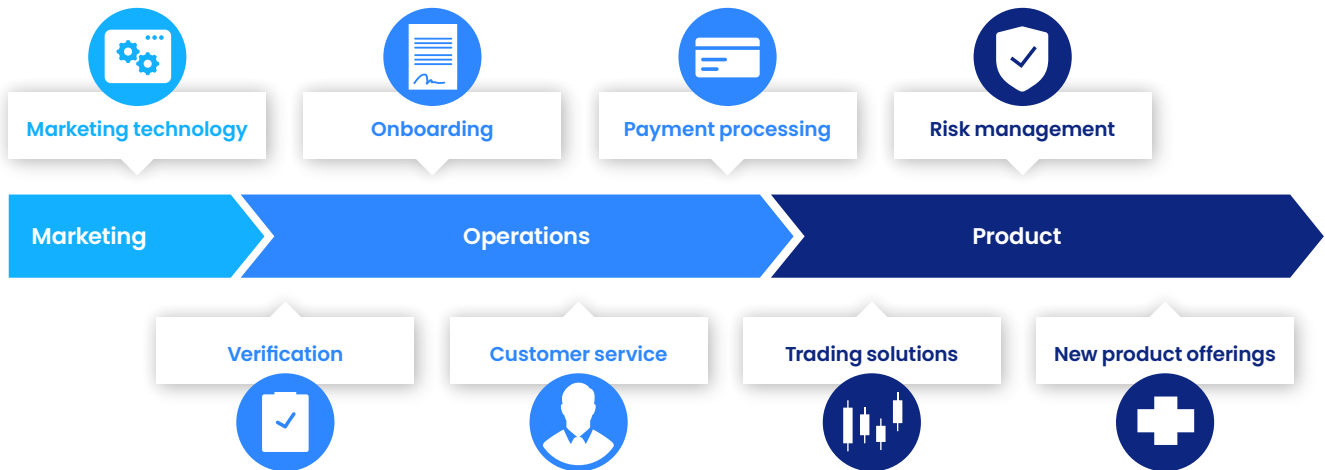 Marketing technology
Onboarding
Payment processing
Risk management
Marketing
Operations
Product
Verification
Customer service
Trading solutions
New product offerings